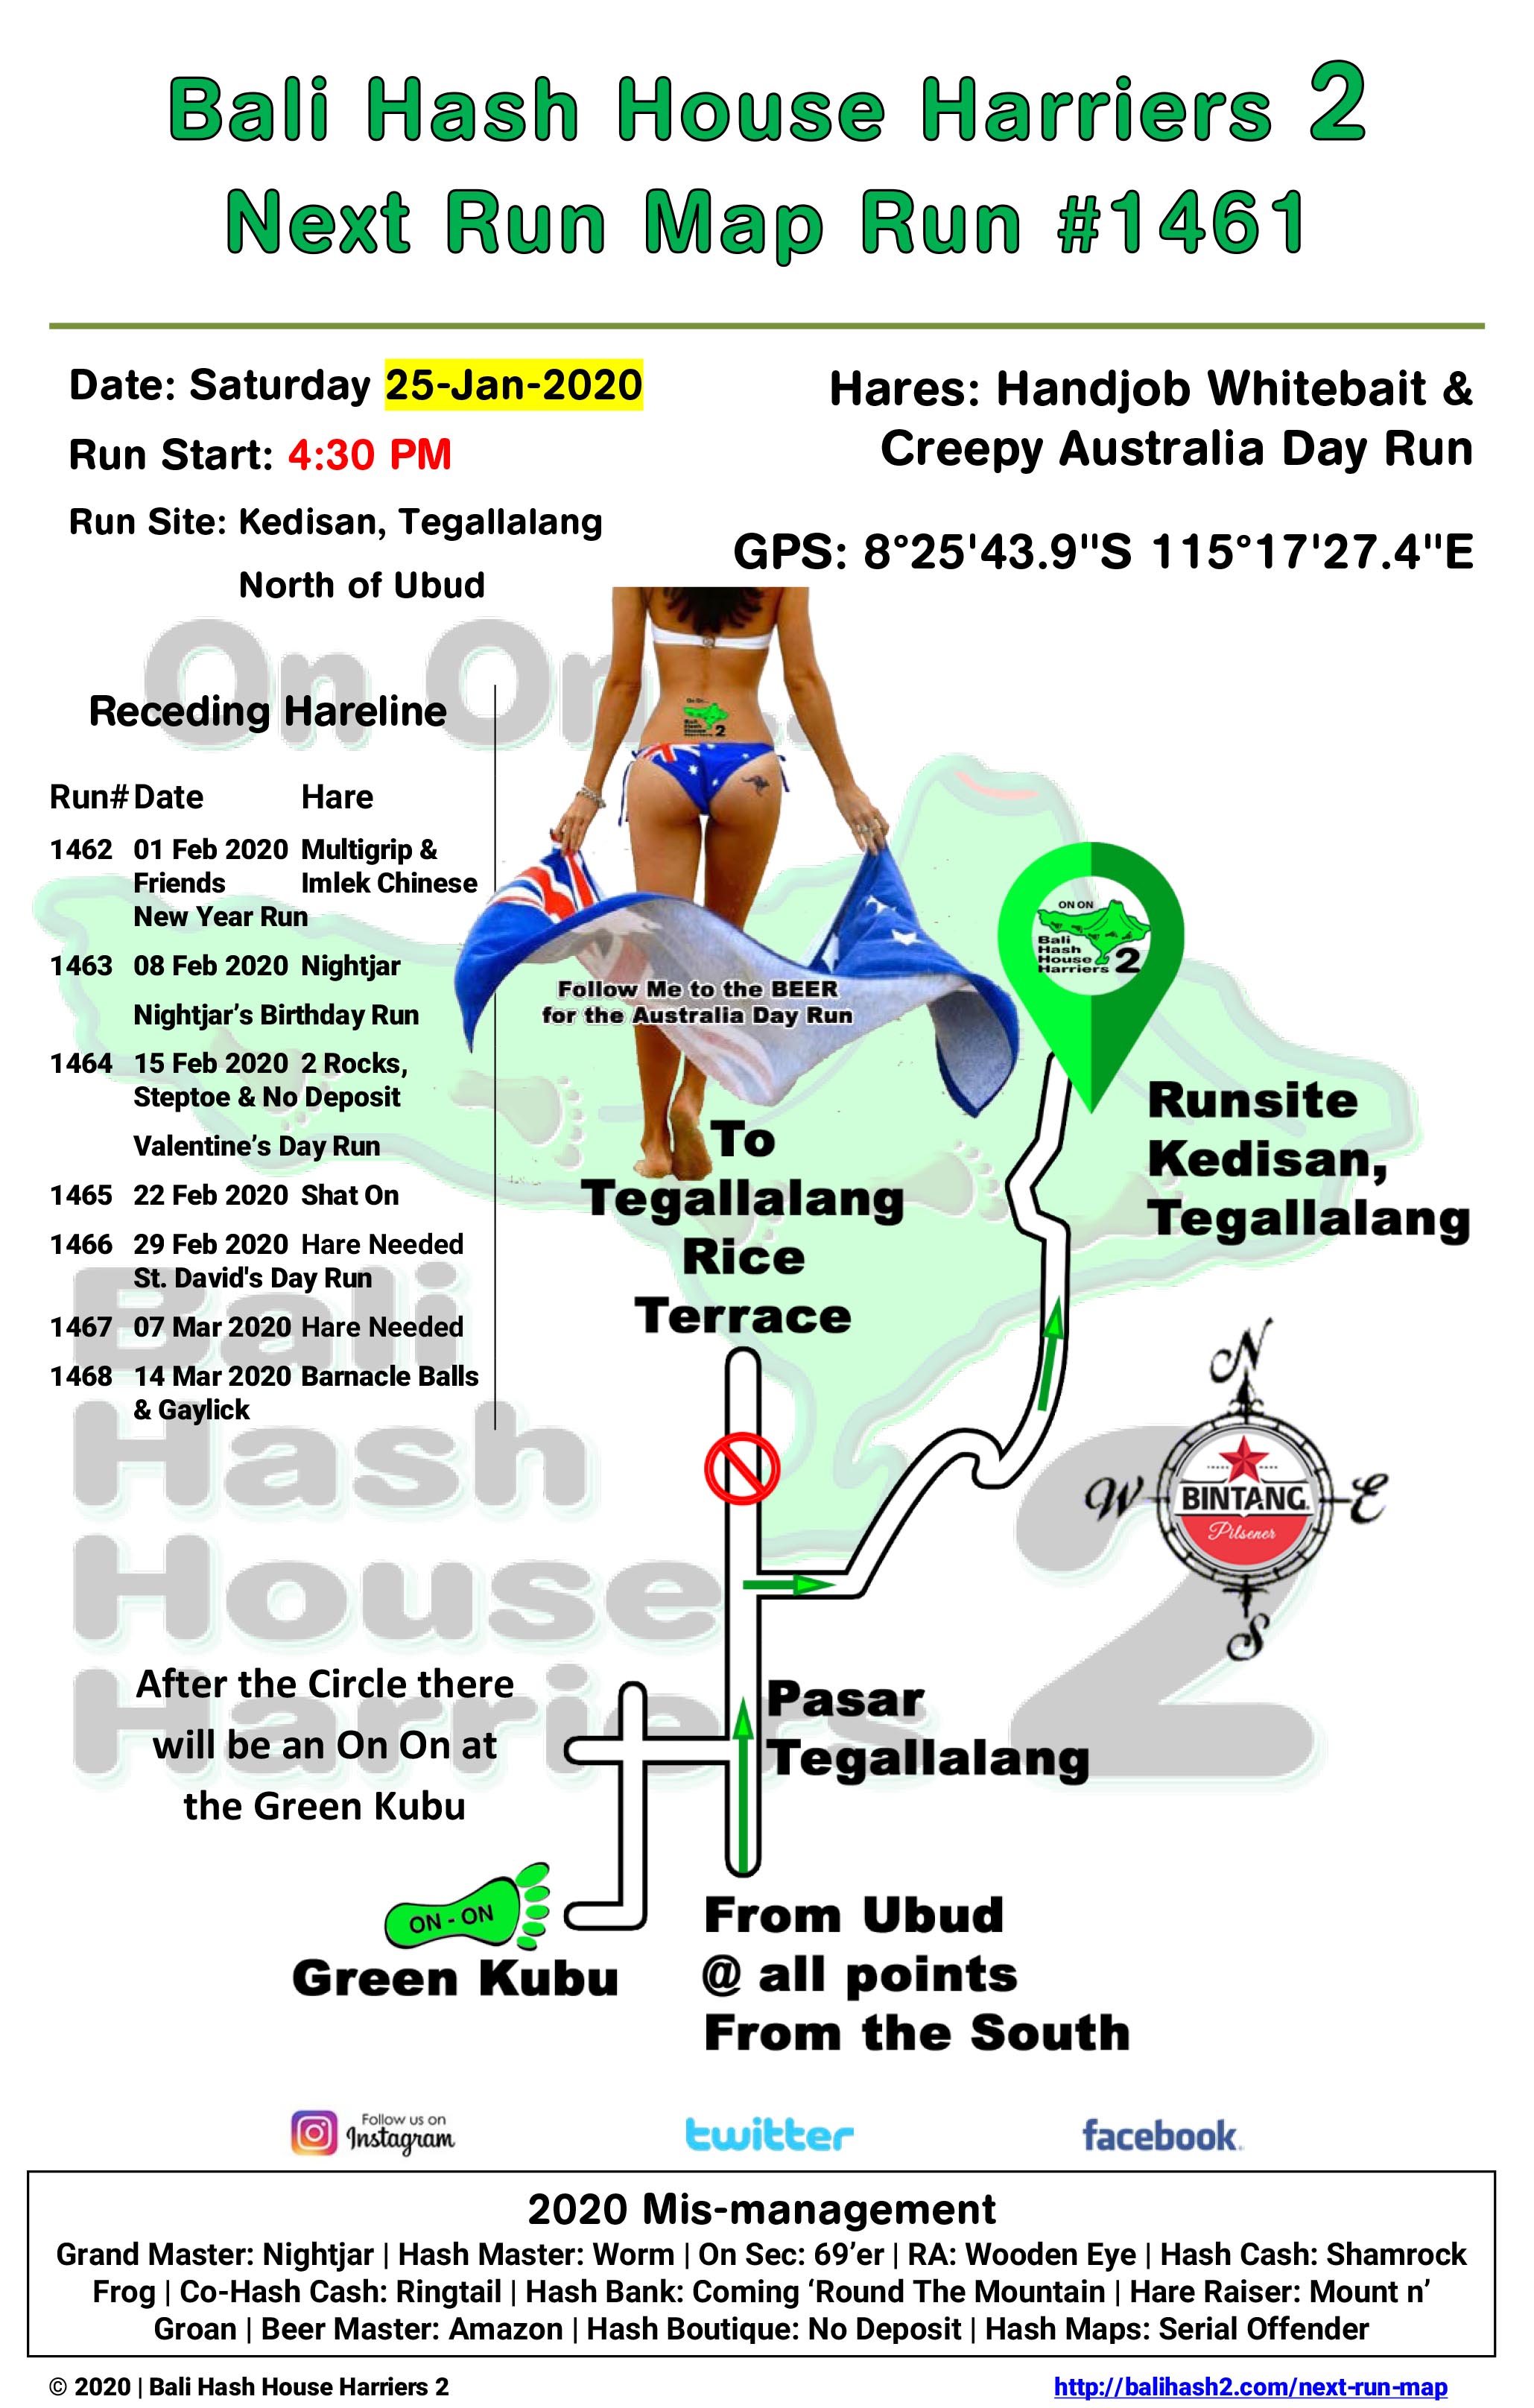 Bali Hash House Harriers 2
Next Run Map Run #1461
Date: Saturday 25-Jan-2020
Run Start: 4:30 PM
Run Site: Kedisan, Tegallalang
North of Ubud
Hares: Handjob Whitebait &
Creepy Australia Day Run
GPS: 8°25'43.9"S 115°17'27.4"E
On On...
Receding Hareline
Run# Date Hare
1462 01 Feb 2020 Multigrip &
Friends Imlek Chinese
New Year Run
1463 08 Feb 2020 Nightjar
Nightjar’s Birthday Run
1464 15 Feb 2020 2 Rocks,
Steptoe & No Deposit
Valentine’s Day Run
1465 22 Feb 2020 Shat On
1466 29 Feb 2020 Hare Needed
St. David's Day Run
1467 07 Mar 2020 Hare Needed
1468 14 Mar 2020 Barnacle Balls
& Gaylick
On On...
Bali
Hash
House
Harriers 2
Follow Me to the BEER
for the Australia Day Run
ON ON
Bali
Hash
House
Harriers 2
Runsite
Kedisan,
Tegallalang
To
Tegallalang
Rice
Terrace
N
W
E
S
BINTANG.
Pilsener
Bali
Hash
House
Harriers 2
Pasar
Tegallalang
After the Circle there
will be an On On at
the Green Kubu
ON - ON
Green Kubu
From Ubud
@ all points
From the South
Follow us on
Instagram
twitter
facebook.
2020 Mis-management
Grand Master: Nightjar | Hash Master: Worm | On Sec: 69’er | RA: Wooden Eye | Hash Cash: Shamrock
Frog | Co-Hash Cash: Ringtail | Hash Bank: Coming ‘Round The Mountain | Hare Raiser: Mount n’
Groan | Beer Master: Amazon | Hash Boutique: No Deposit | Hash Maps: Serial Offender
© 2020 | Bali Hash House Harriers 2
http://balihash2.com/next-run-map